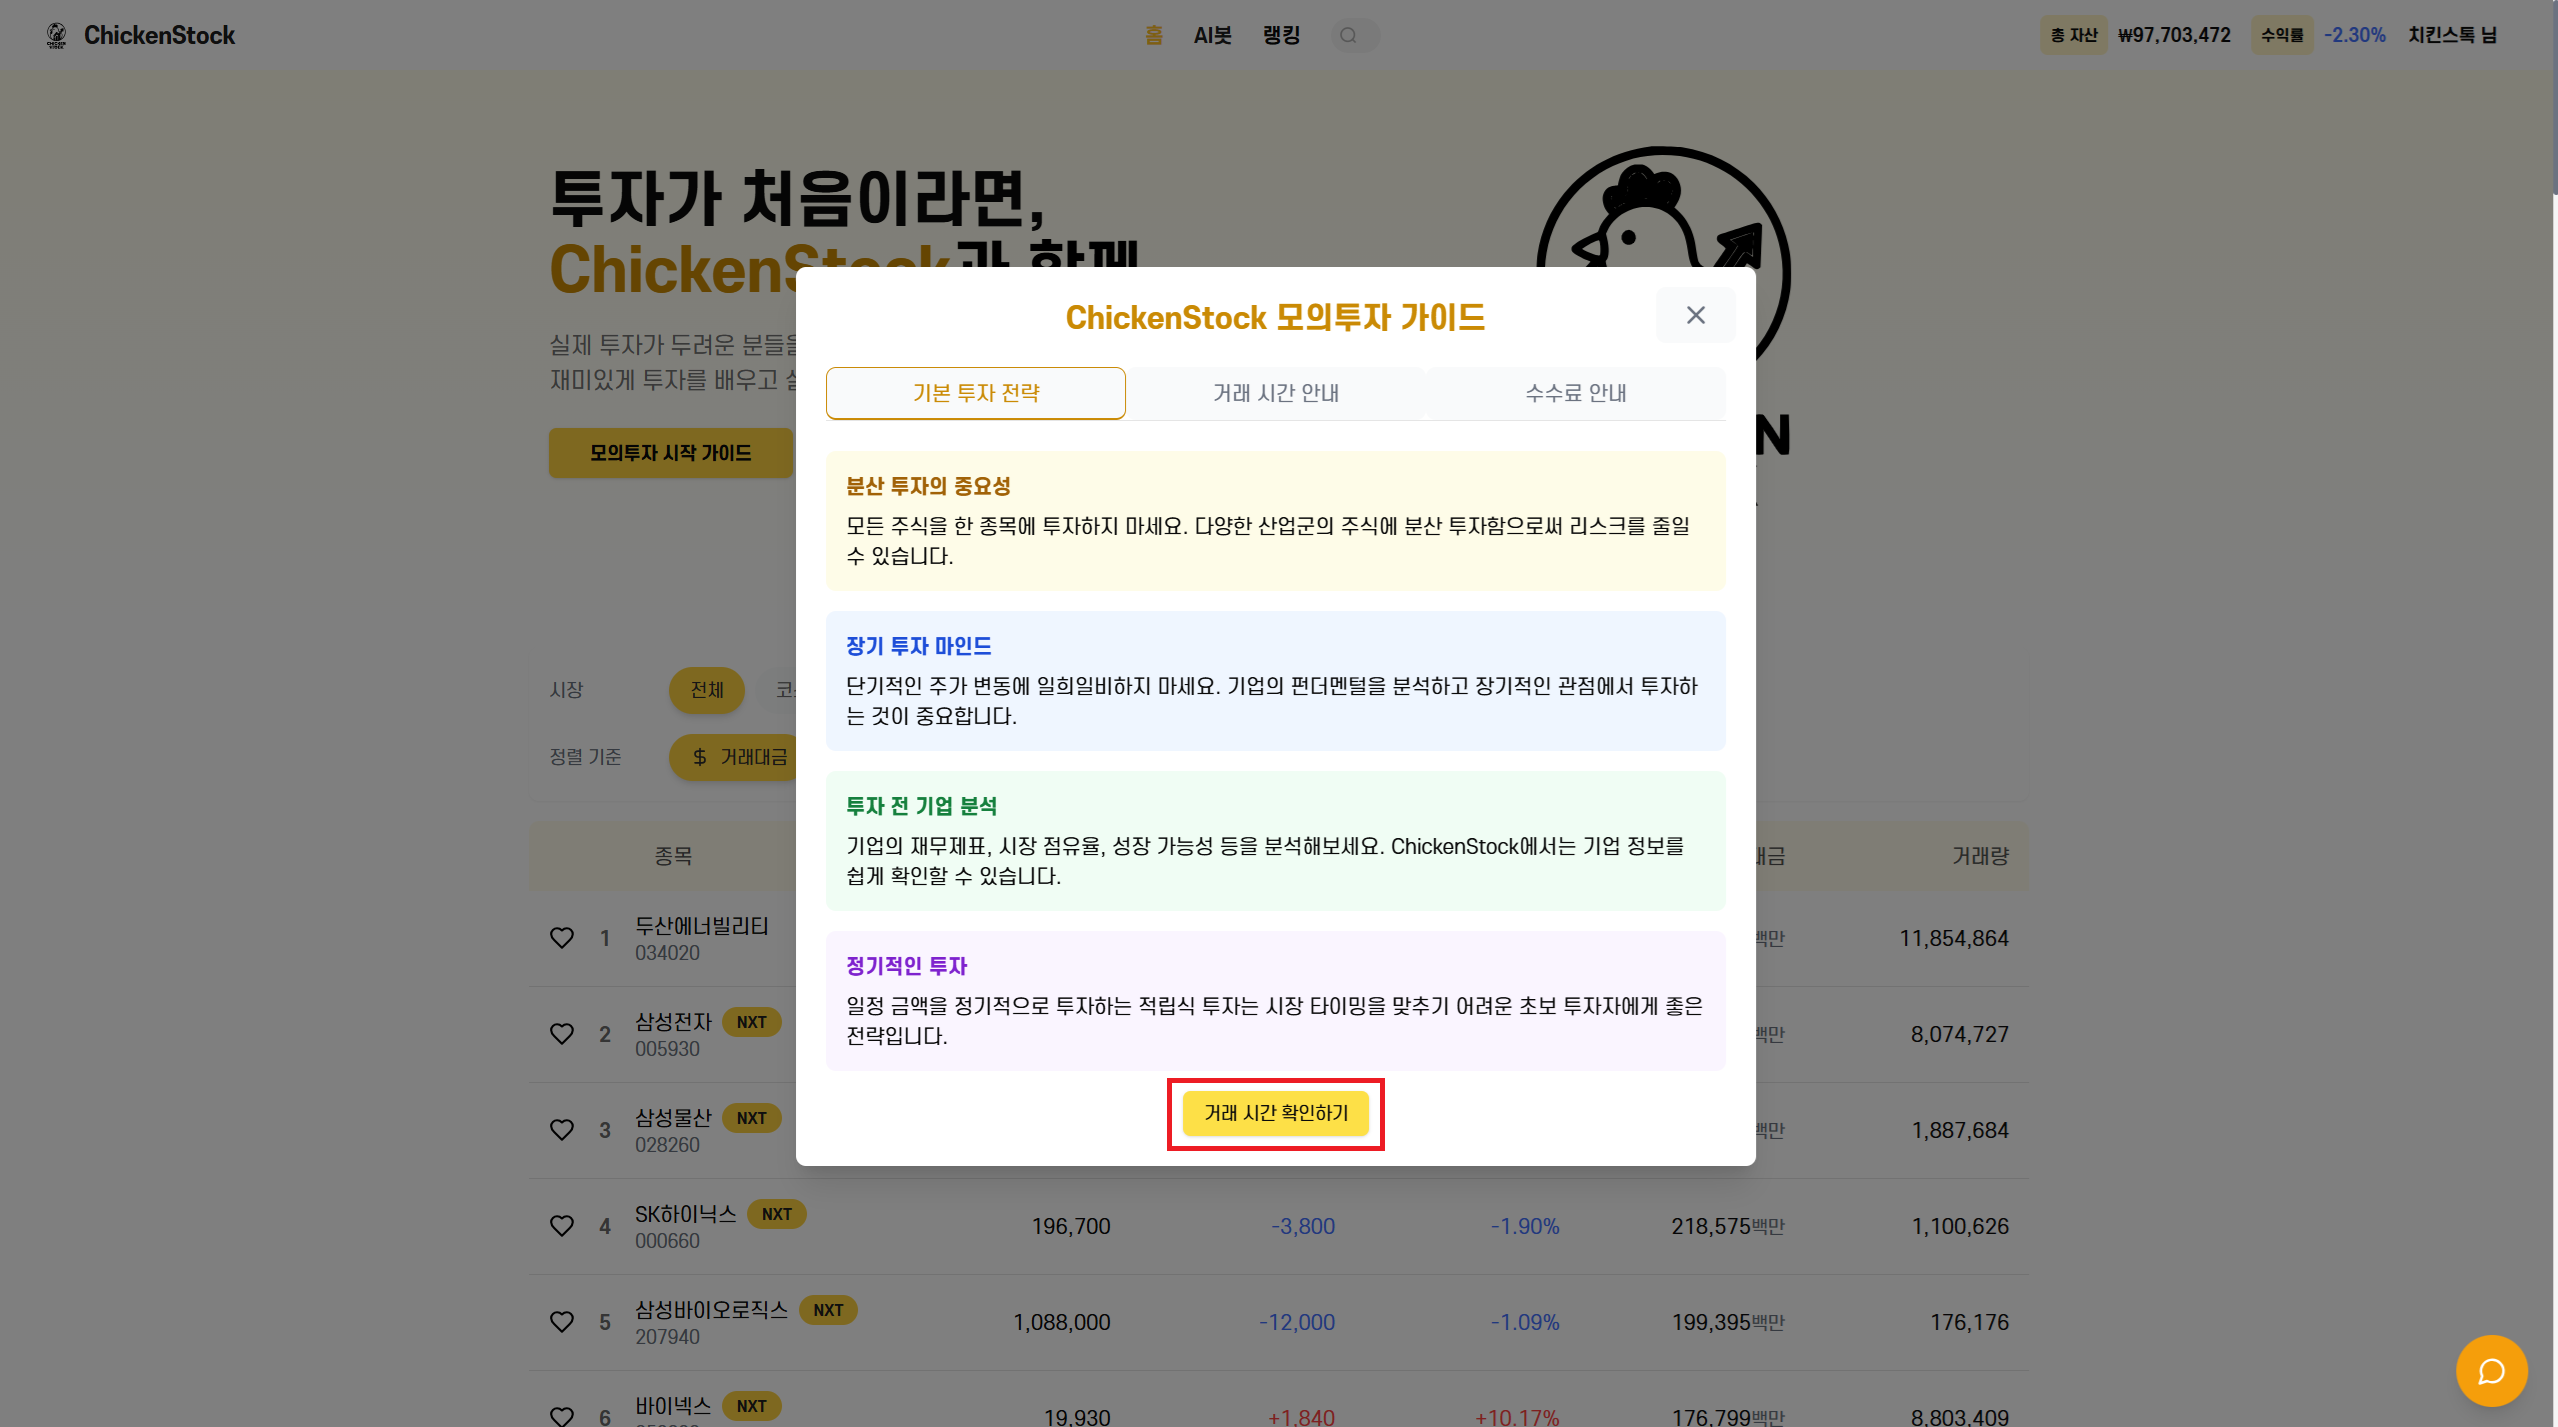 ChickenStock
홈
AI봇
랭킹
총 자산
₩97,703,472
수익률
-2.30%
치킨스톡 님
투자가 처음이라면,
ChickenStock과 함께
실제 투자가 두려운 분들을
재미있게 투자를 배우고
모의투자 시작 가이드
ChickenStock 모의투자 가이드
기본 투자 전략
거래 시간 안내
수수료 안내
분산 투자의 중요성
모든 주식을 한 종목에 투자하지 마세요. 다양한 산업군의 주식에 분산 투자함으로써 리스크를 줄일
수 있습니다.
장기 투자 마인드
단기적인 주가 변동에 일희일비하지 마세요. 기업의 펀더멘털을 분석하고 장기적인 관점에서 투자하
는 것이 중요합니다.
투자 전 기업 분석
기업의 재무제표, 시장 점유율, 성장 가능성 등을 분석해보세요. ChickenStock에서는 기업 정보를
쉽게 확인할 수 있습니다.
정기적인 투자
일정 금액을 정기적으로 투자하는 적립식 투자는 시장 타이밍을 맞추기 어려운 초보 투자자에게 좋은
전략입니다.
거래 시간 확인하기
N
시장
전체
정렬 기준
$ 거래대금
종목
대금
거래량
1 두산에너빌리티
034020
백만
11,854,864
2 삼성전자 NXT
005930
백만
8,074,727
3 삼성물산 NXT
028260
백만
1,887,684
4 SK하이닉스 NXT
000660
196,700
-3,800
-1.90%
218,575백만
1,100,626
5 삼성바이오로직스 NXT
207940
1,088,000
-12,000
-1.09%
199,395백만
176,176
6 바이넥스 NXT
19,930
+1,840
+10.17%
176,799백만
8,803,409